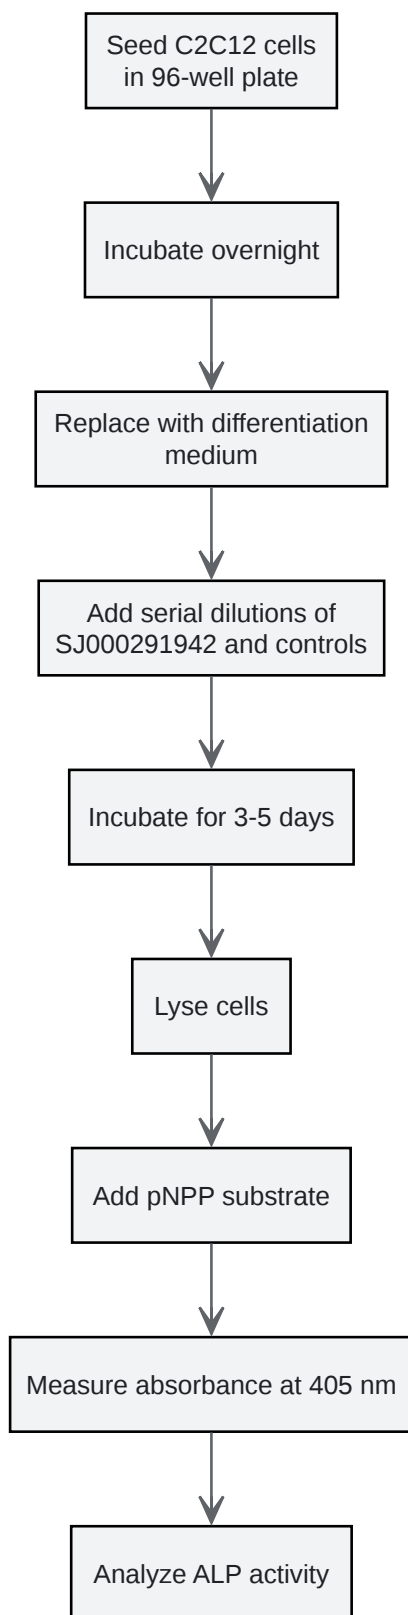 Seed C2C12 cells
in 96-well plate
Incubate overnight
Replace with differentiation
medium
Add serial dilutions of
SJ000291942 and controls
Incubate for 3-5 days
Lyse cells
Add pNPP substrate
Measure absorbance at 405 nm
Analyze ALP activity